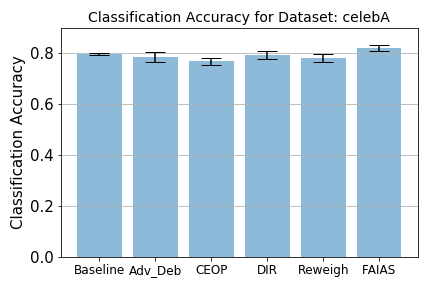 Classification Accuracy for Dataset: celebA
Classification Accuracy
0.8
0.6
0.4
0.2
0.0
Baseline Adv_Deb CEOP DIR Reweigh FAIAS